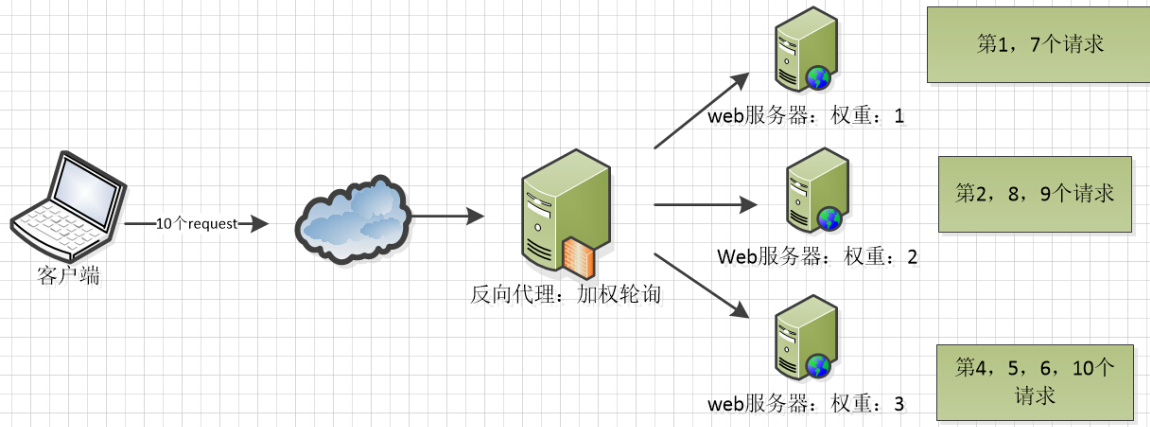 第1，7个请求
web服务器：权重：1
第2，8，9个请求
10个request
Web服务器：权重：2
客户端
反向代理：加权轮询
第4，5，6，10个
请求
web服务器：权重：3